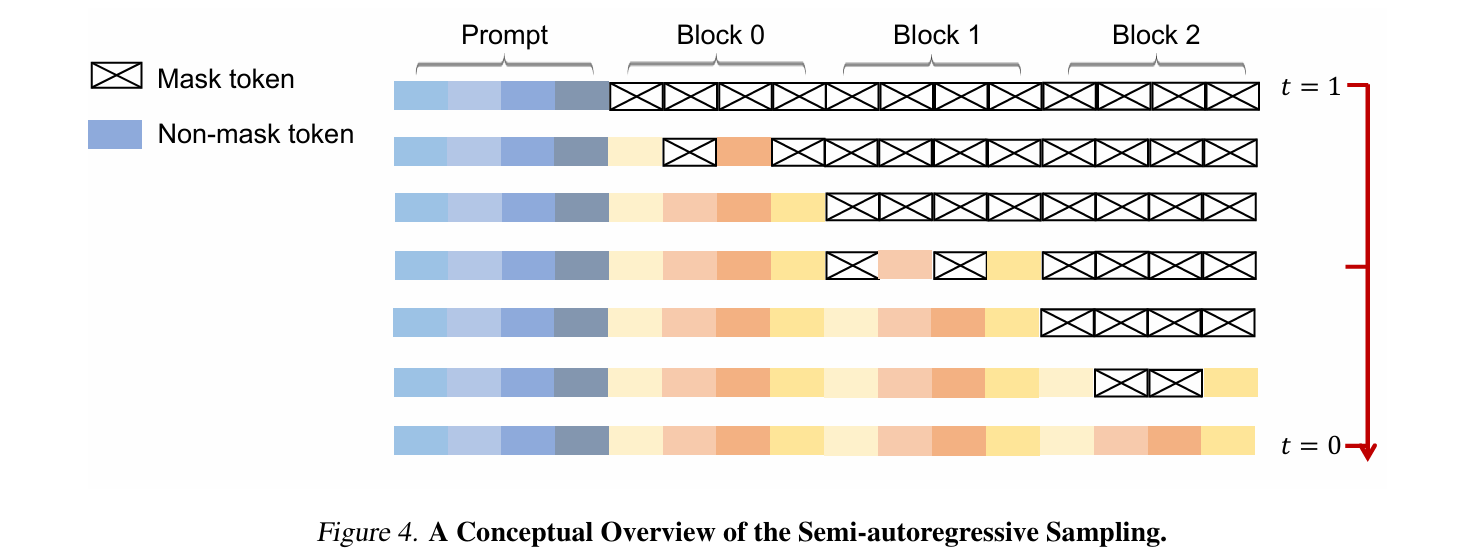 Prompt Block 0 Block 1 Block 2
Mask token
t = 1
Non-mask token
t = 0
Figure 4. A Conceptual Overview of the Semi-autoregressive Sampling.